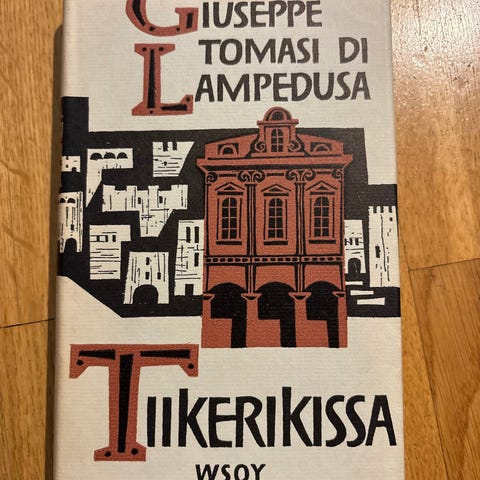 GIUSEPPE
TOMASI DI
LAMPEDUSA
TIIKERIKISSA
WSOY